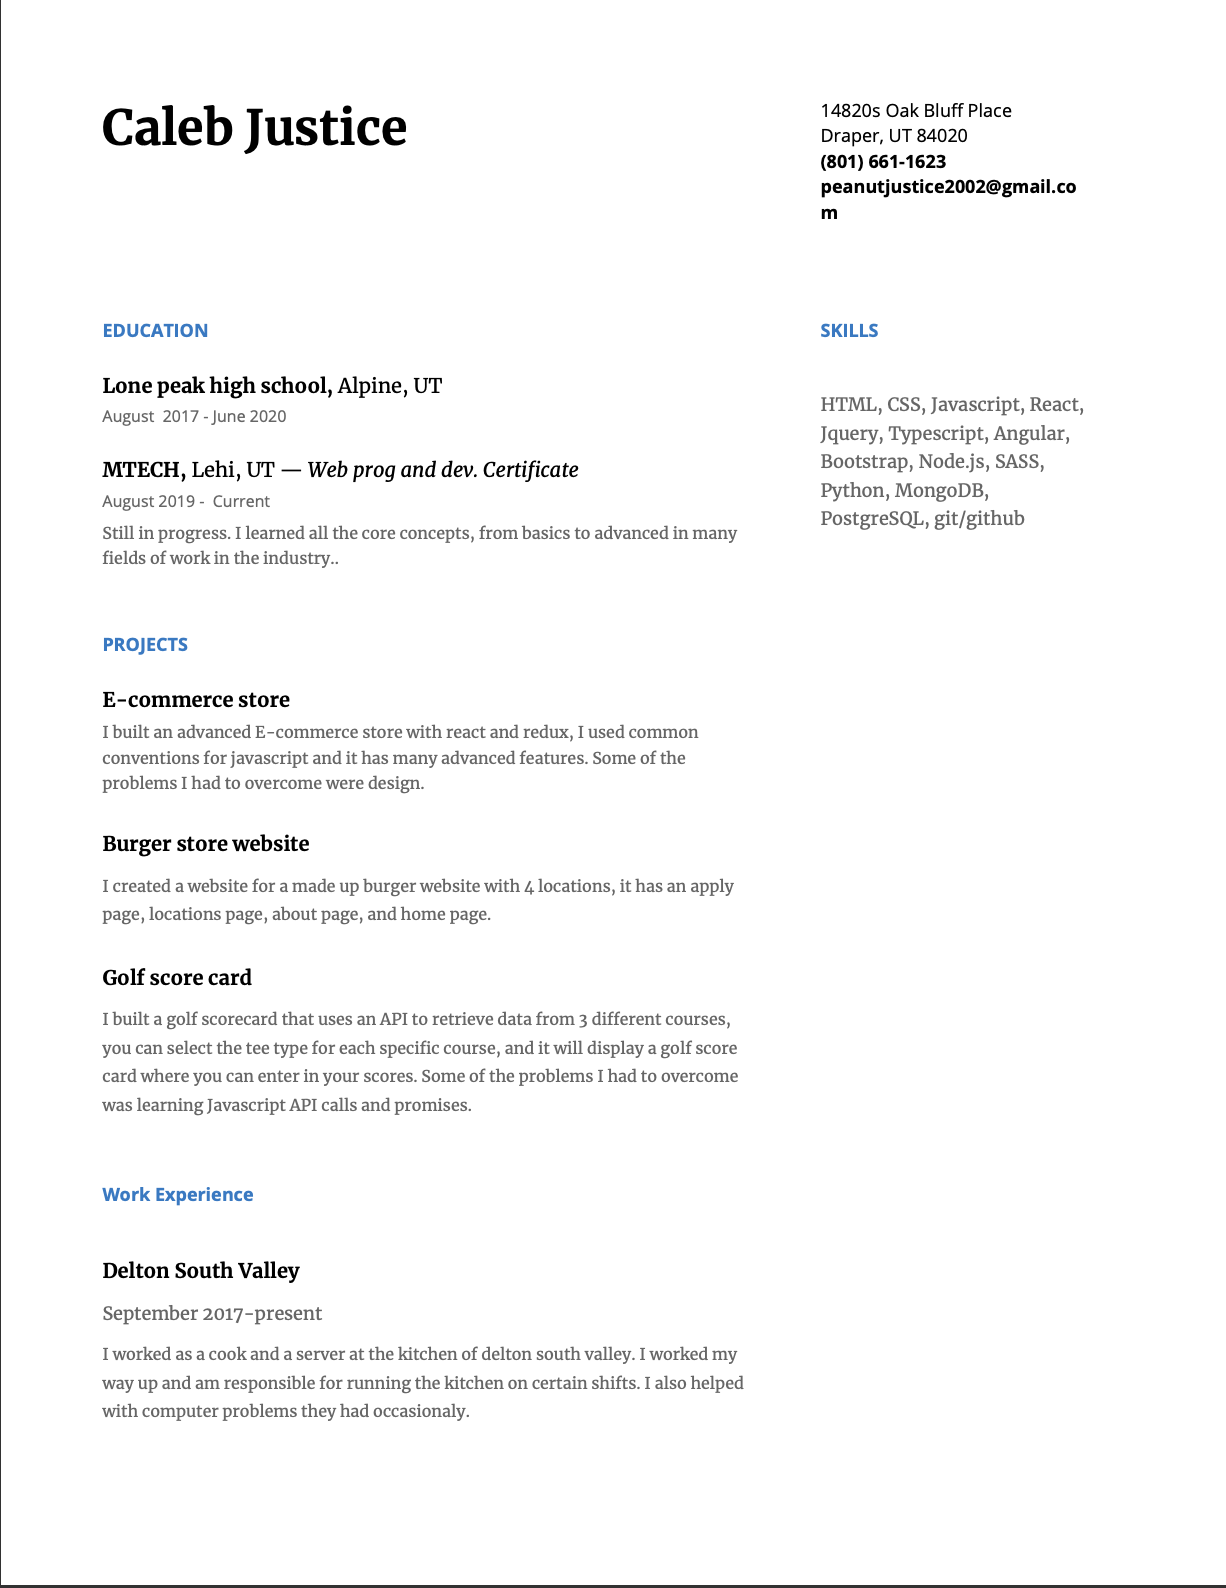 Caleb Justice
14820s Oak Bluff Place
Draper, UT 84020
(801) 661-1623
peanutjustice2002@gmail.co
m
EDUCATION
Lone peak high school, Alpine, UT
August  2017 - June 2020
MTECH, Lehi, UT — Web prog and dev. Certificate
August 2019 -  Current
Still in progress. I learned all the core concepts, from basics to advanced in many
fields of work in the industry..
PROJECTS
E-commerce store
I built an advanced E-commerce store with react and redux, I used common
conventions for javascript and it has many advanced features. Some of the
problems I had to overcome were design.
Burger store website
I created a website for a made up burger website with 4 locations, it has an apply
page, locations page, about page, and home page.
Golf score card
I built a golf scorecard that uses an API to retrieve data from 3 different courses,
you can select the tee type for each specific course, and it will display a golf score
card where you can enter in your scores. Some of the problems I had to overcome
was learning Javascript API calls and promises.
Work Experience
Delton South Valley
September 2017-present
I worked as a cook and a server at the kitchen of delton south valley. I worked my
way up and am responsible for running the kitchen on certain shifts. I also helped
with computer problems they had occasionaly.
SKILLS
HTML, CSS, Javascript, React,
Jquery, Typescript, Angular,
Bootstrap, Node.js, SASS,
Python, MongoDB,
PostgreSQL, git/github